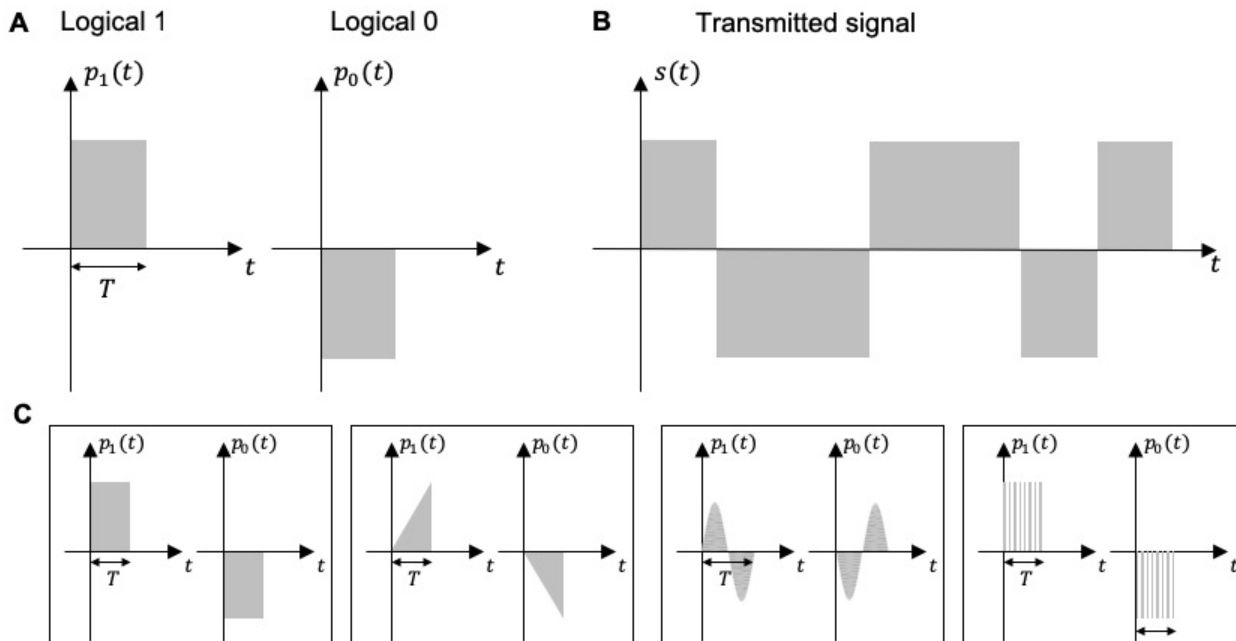 A Logical 1 Logical 0 B Transmitted signal
p₁(t) p₀(t) s(t)
t t t
T
C
p₁(t) p₀(t) p₁(t) p₀(t) p₁(t) p₀(t) p₁(t) p₀(t)
t t t t t t t t
T T T T